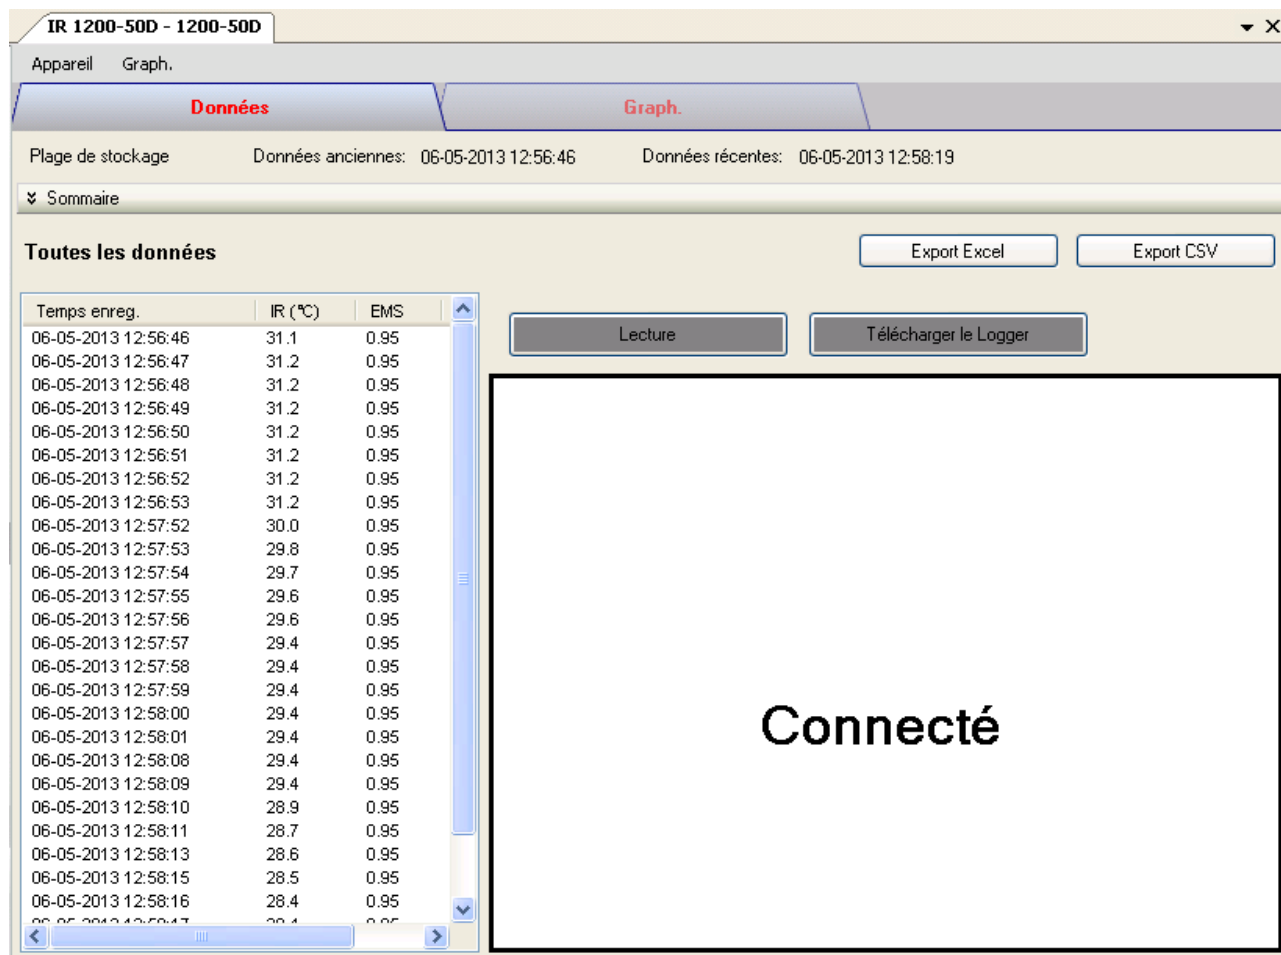 IR 1200-50D - 1200-50D
Appareil Graph.
Données Graph.
Plage de stockage Données anciennes: 06-05-2013 12:56:46 Données récentes: 06-05-2013 12:58:19
Sommaire
Toutes les données Export Excel Export CSV
Temps enreg. IR (°C) EMS
Lecture Télécharger le Logger
06-05-2013 12:56:46 31.1 0.95
06-05-2013 12:56:47 31.2 0.95
06-05-2013 12:56:48 31.2 0.95
06-05-2013 12:56:49 31.2 0.95
06-05-2013 12:56:50 31.2 0.95
06-05-2013 12:56:51 31.2 0.95
06-05-2013 12:56:52 31.2 0.95
06-05-2013 12:56:53 31.2 0.95
06-05-2013 12:57:52 30.0 0.95
06-05-2013 12:57:53 29.8 0.95
06-05-2013 12:57:54 29.7 0.95
06-05-2013 12:57:55 29.6 0.95
06-05-2013 12:57:56 29.6 0.95
06-05-2013 12:57:57 29.4 0.95
06-05-2013 12:57:58 29.4 0.95
06-05-2013 12:57:59 29.4 0.95
06-05-2013 12:58:00 29.4 0.95
06-05-2013 12:58:01 29.4 0.95
06-05-2013 12:58:08 29.4 0.95
06-05-2013 12:58:09 29.4 0.95
06-05-2013 12:58:10 28.9 0.95
06-05-2013 12:58:11 28.7 0.95
06-05-2013 12:58:13 28.6 0.95
06-05-2013 12:58:15 28.5 0.95
06-05-2013 12:58:16 28.4 0.95
Connecté